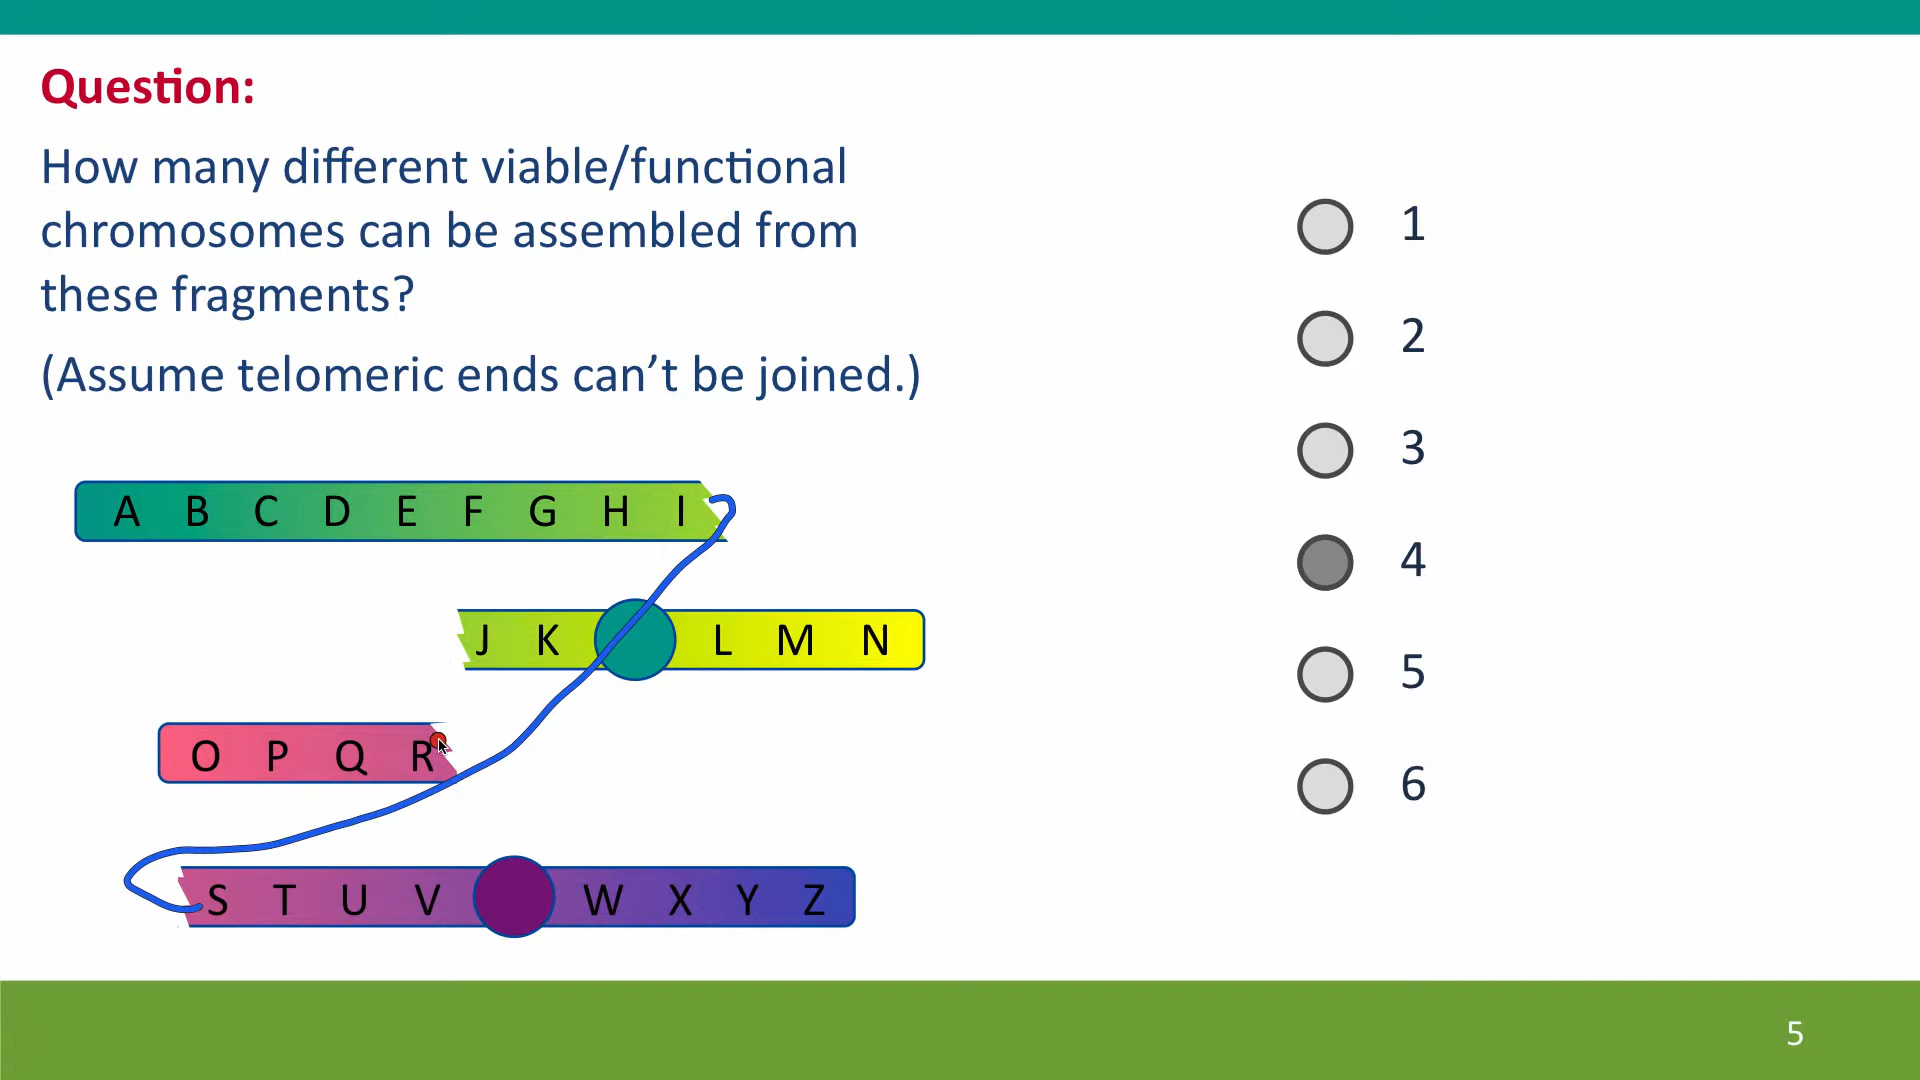 Question:
How many different viable/functional
chromosomes can be assembled from
these fragments?
(Assume telomeric ends can’t be joined.)
A B C D E F G H I
J K L M N
O P Q R
S T U V W X Y Z
1
2
3
4
5
6
5